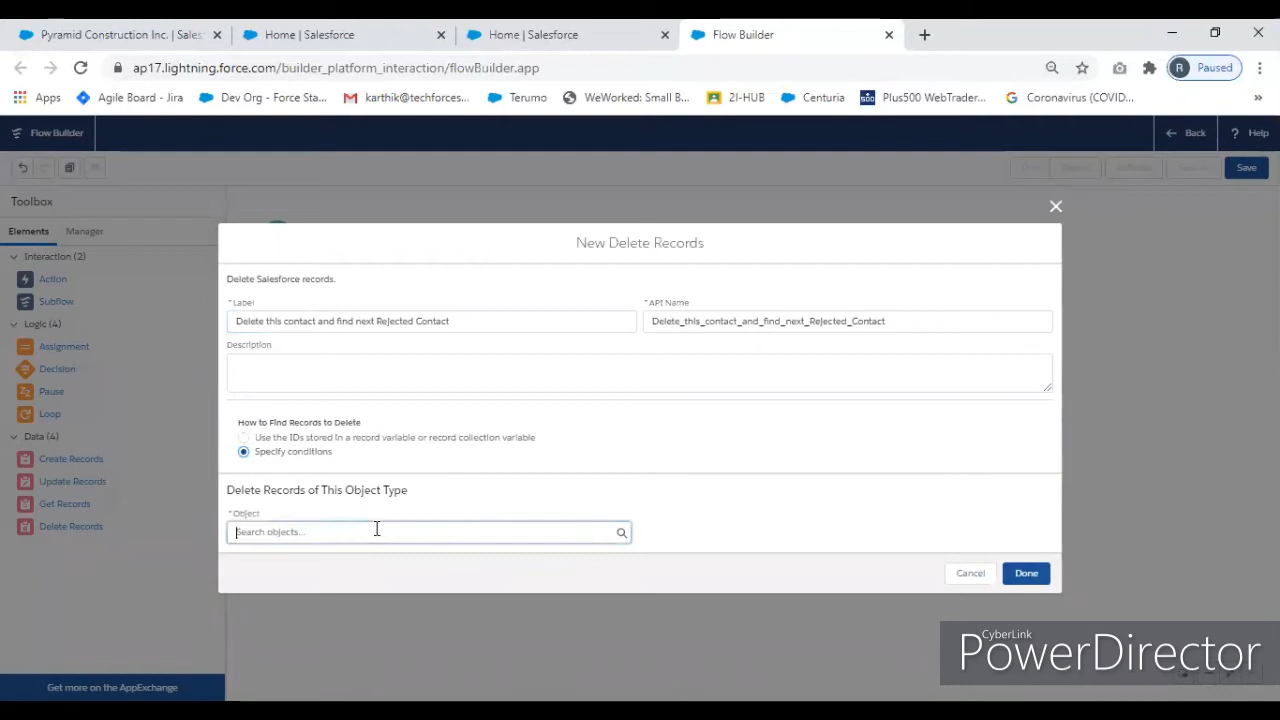 Pyramid Construction Inc. | Sales
Home | Salesforce
Home | Salesforce
Flow Builder
ap17.lightning.force.com/builder_platform_interaction/flowBuilder.app
R Paused
Apps
Agile Board - Jira
Dev Org - Force Sta...
karthik@techforces...
Terumo
WeWorked: Small B...
2I-HUB
Centuria
Plus500 WebTrader...
Coronavirus (COVID...
Flow Builder
Back
? Help
Save
Toolbox
Elements
Manager
Interaction (2)
Action
Subflow
Logic (4)
Assignment
Decision
Pause
Loop
Data (4)
Create Records
Update Records
Get Records
Delete Records
Get more on the AppExchange
New Delete Records
Delete Salesforce records.
* Label
* API Name
Delete this contact and find next Rejected Contact
Delete_this_contact_and_find_next_Rejected_Contact
Description
How to Find Records to Delete
Use the IDs stored in a record variable or record collection variable
Specify conditions
Delete Records of This Object Type
* Object
Search objects...
Cancel
Done
CyberLink
PowerDirector